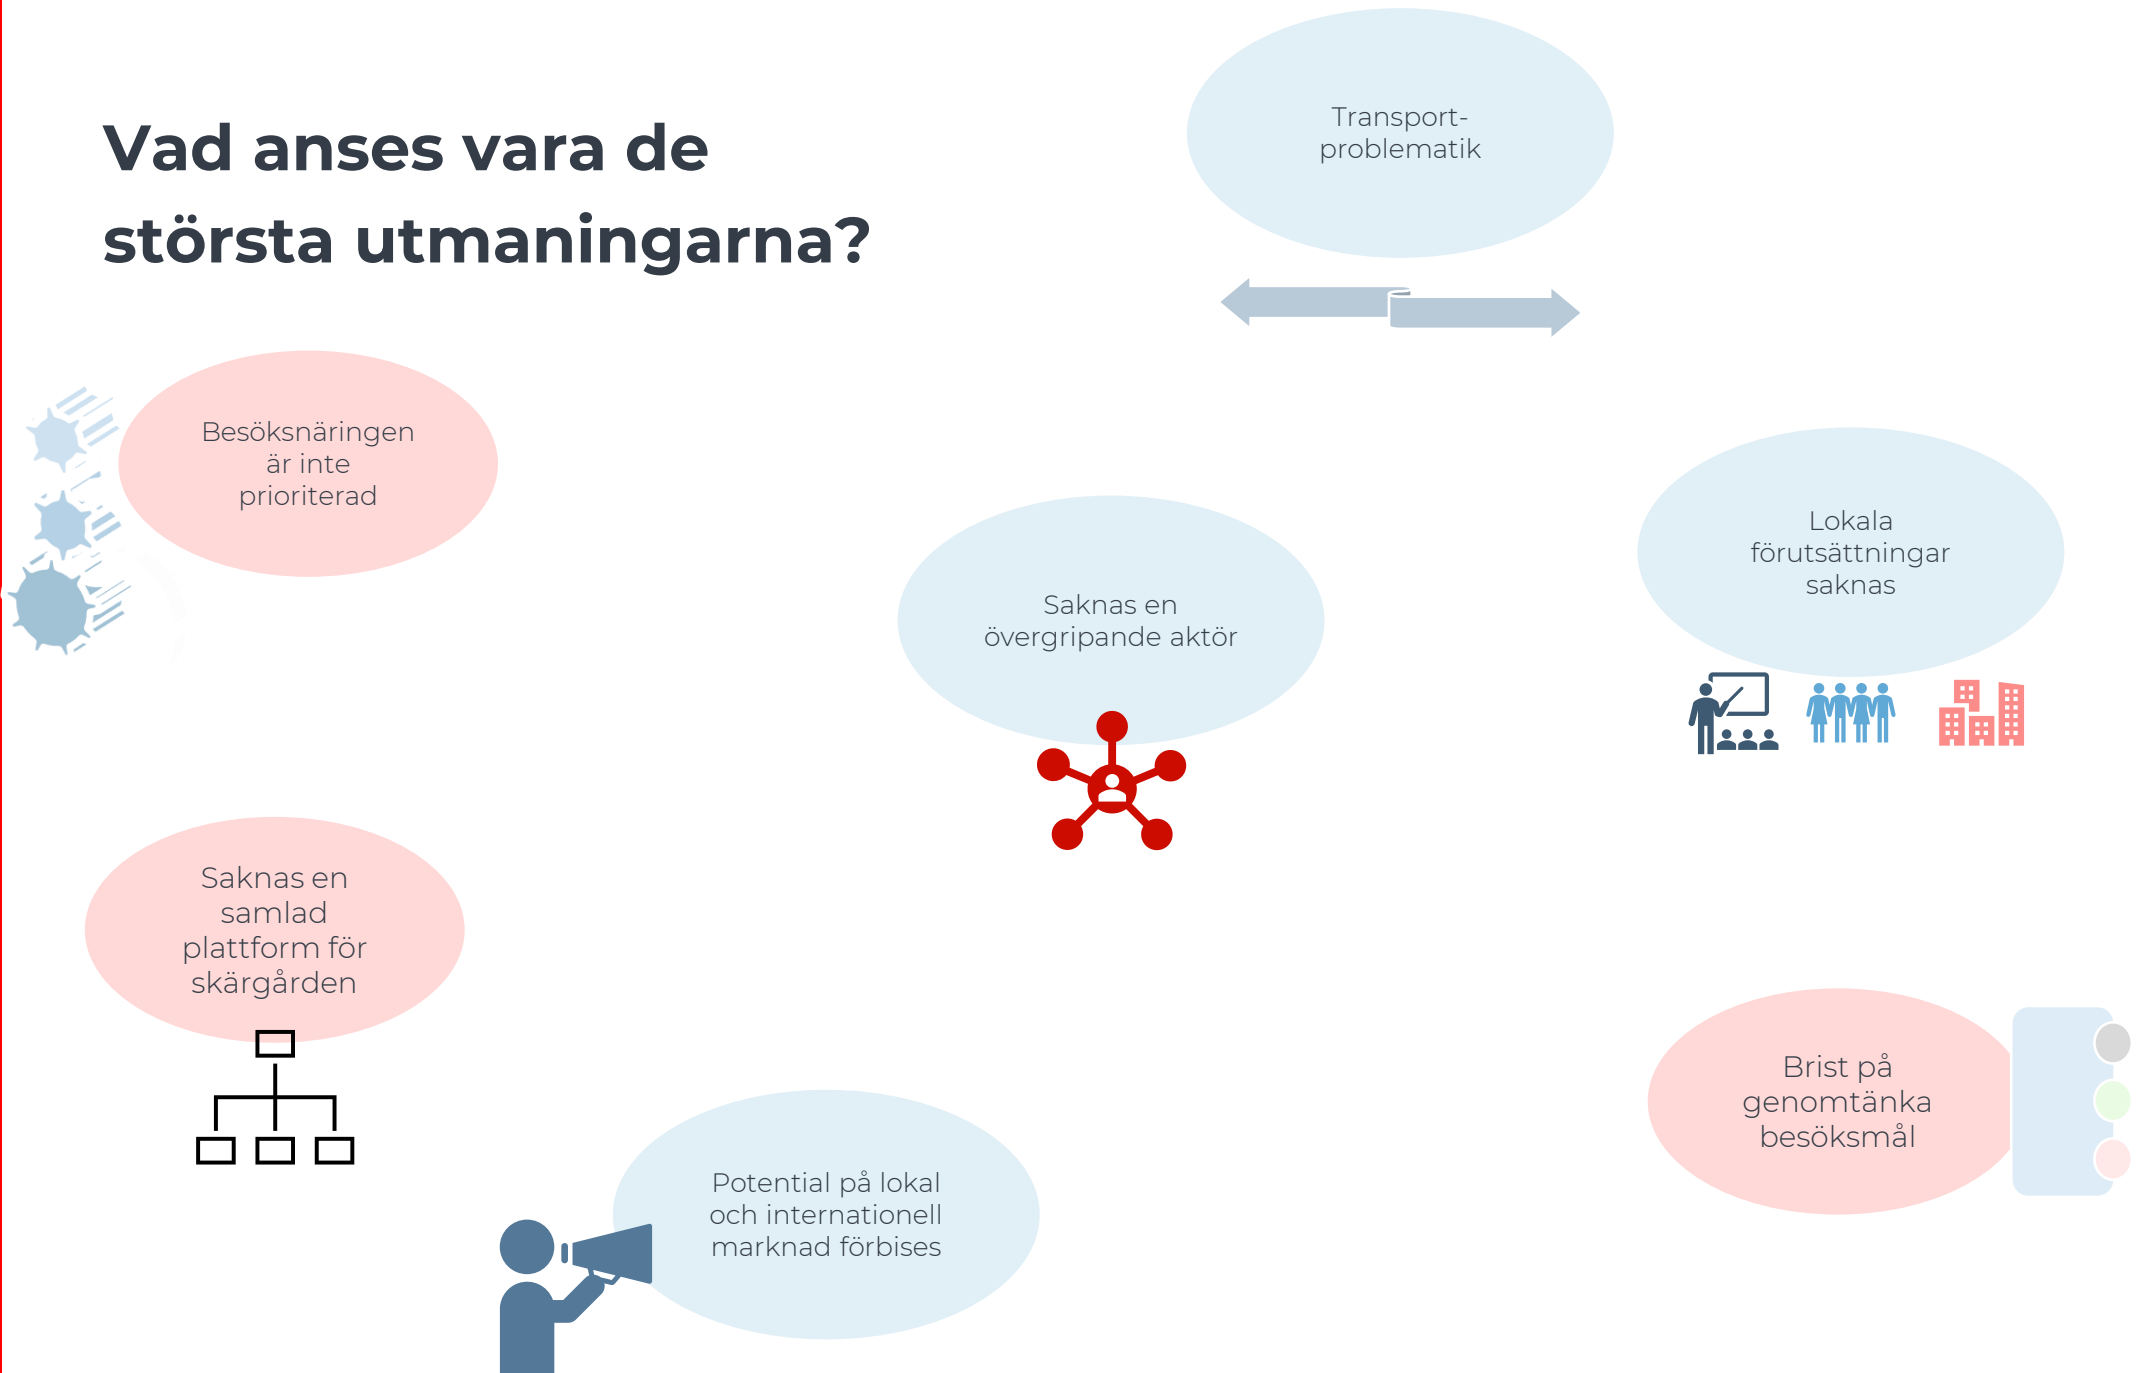 Vad anses vara de
största utmaningarna?
Transport-
problematik
Besöksnäringen
är inte
prioriterad
Saknas en
övergripande aktör
Lokala
förutsättningar
saknas
Saknas en
samlad
plattform för
skärgården
Potential på lokal
och internationell
marknad förbises
Brist på
genomtänka
besöksmål